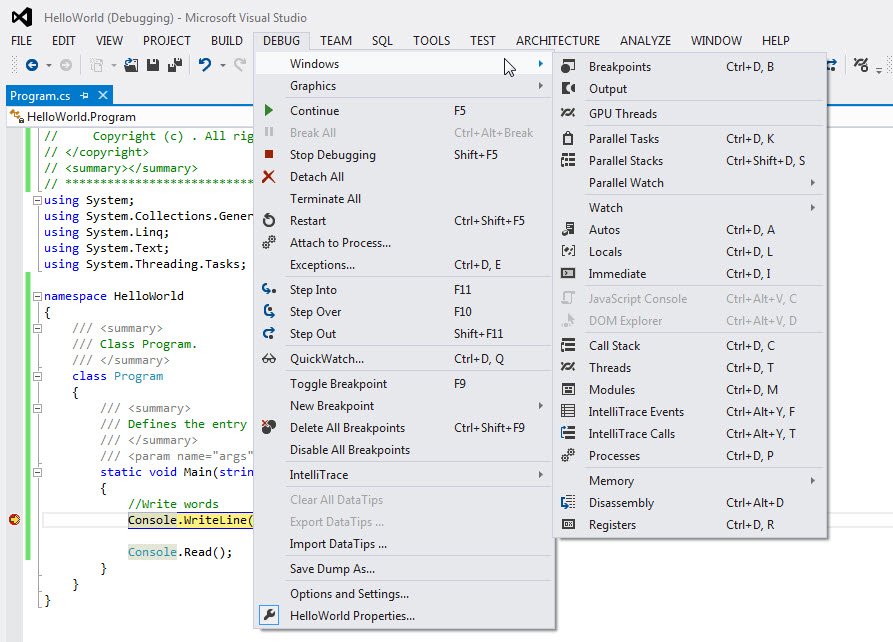 HelloWorld (Debugging) - Microsoft Visual Studio
FILE EDIT VIEW PROJECT BUILD DEBUG TEAM SQL TOOLS TEST ARCHITECTURE ANALYZE WINDOW HELP
Program.cs
HelloWorld.Program
// Copyright (c) . All rig
// </copyright>
// <summary></summary>
// ***************************
using System;
using System.Collections.Gener
using System.Linq;
using System.Text;
using System.Threading.Tasks;
namespace HelloWorld
{
/// <summary>
/// Class Program.
/// </summary>
class Program
{
/// <summary>
/// Defines the entry
/// </summary>
/// <param name="args"
static void Main(strin
{
//Write words
Console.WriteLine(
Console.Read();
}
}
}
Windows
Graphics
Continue F5
Break All Ctrl+Alt+Break
Stop Debugging Shift+F5
Detach All
Terminate All
Restart Ctrl+Shift+F5
Attach to Process...
Exceptions... Ctrl+D, E
Step Into F11
Step Over F10
Step Out Shift+F11
QuickWatch... Ctrl+D, Q
Toggle Breakpoint F9
New Breakpoint
Delete All Breakpoints Ctrl+Shift+F9
Disable All Breakpoints
IntelliTrace
Clear All DataTips
Export DataTips ...
Import DataTips ...
Save Dump As...
Options and Settings...
HelloWorld Properties...
Breakpoints Ctrl+D, B
Output
GPU Threads
Parallel Tasks Ctrl+D, K
Parallel Stacks Ctrl+Shift+D, S
Parallel Watch
Watch
Autos Ctrl+D, A
Locals Ctrl+D, L
Immediate Ctrl+D, I
JavaScript Console Ctrl+Alt+V, C
DOM Explorer Ctrl+Alt+V, D
Call Stack Ctrl+D, C
Threads Ctrl+D, T
Modules Ctrl+D, M
IntelliTrace Events Ctrl+Alt+Y, F
IntelliTrace Calls Ctrl+Alt+Y, T
Processes Ctrl+D, P
Memory
Disassembly Ctrl+Alt+D
Registers Ctrl+D, R